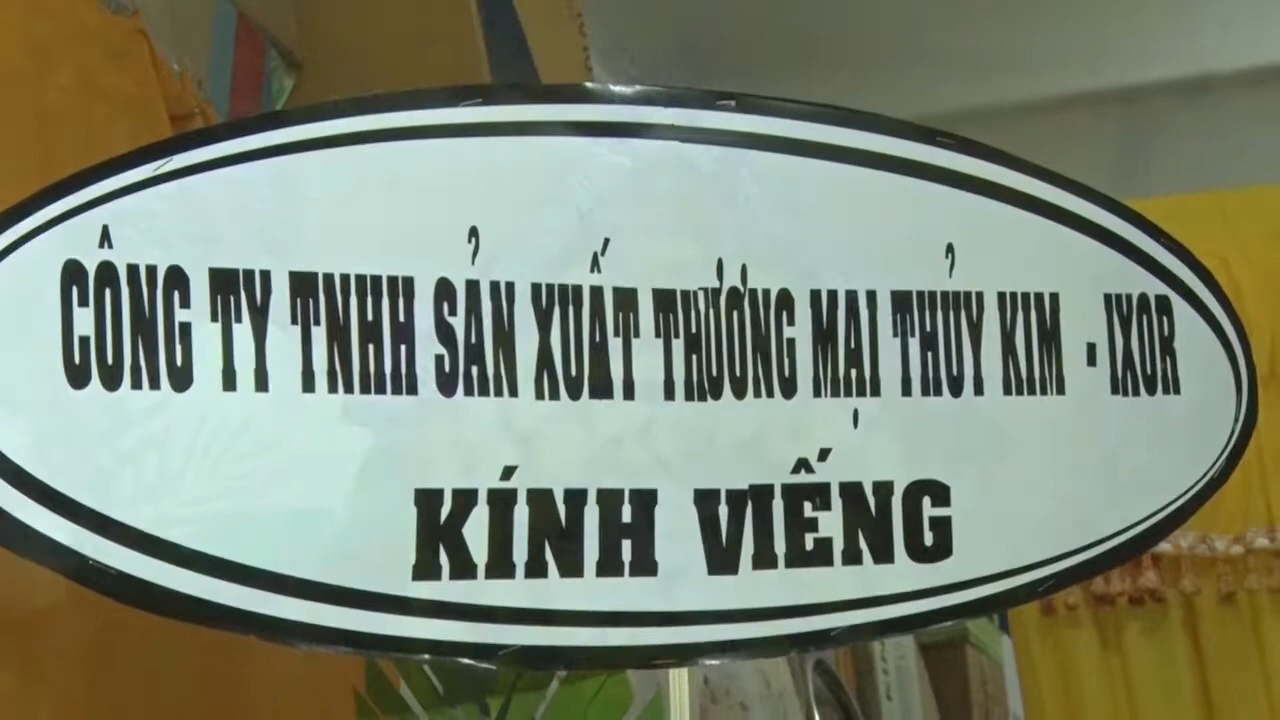 CÔNG TY TNHH SẢN XUẤT THƯƠNG MẠI THỦY KIM - IXOR
KÍNH VIẾNG